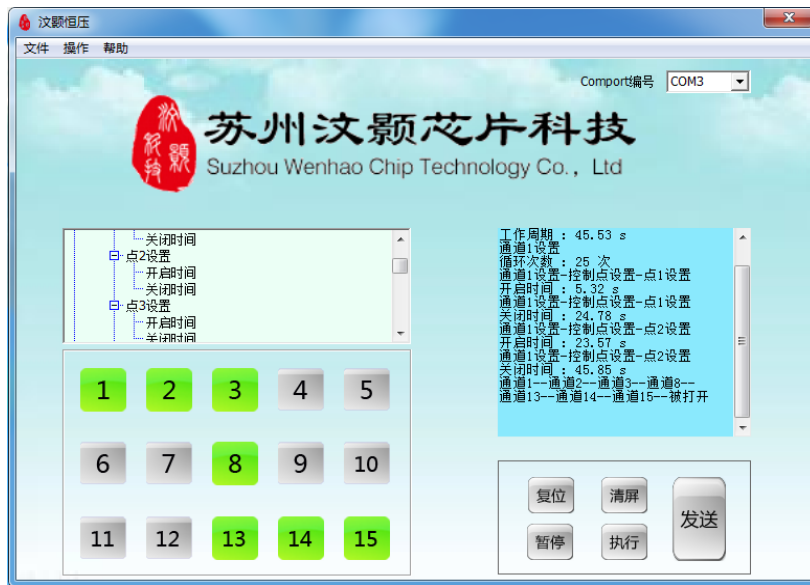 汶颢恒压
文件 操作 帮助
Comport编号 COM3
苏州汶颢芯片科技
Suzhou Wenhao Chip Technology Co., Ltd
关闭时间
点2设置
开启时间
关闭时间
点3设置
开启时间
关闭时间
工作周期 : 45.53 s
通道1设置
循环次数 : 25 次
通道1设置-控制点设置-点1设置
开启时间 : 5.32 s
通道1设置-控制点设置-点1设置
关闭时间 : 24.78 s
通道1设置-控制点设置-点2设置
开启时间 : 23.57 s
通道1设置-控制点设置-点2设置
关闭时间 : 45.85 s
通道1--通道2--通道3--通道8--
通道13--通道14--通道15--被打开
1 2 3 4 5
6 7 8 9 10
11 12 13 14 15
复位 清屏
发送
暂停 执行